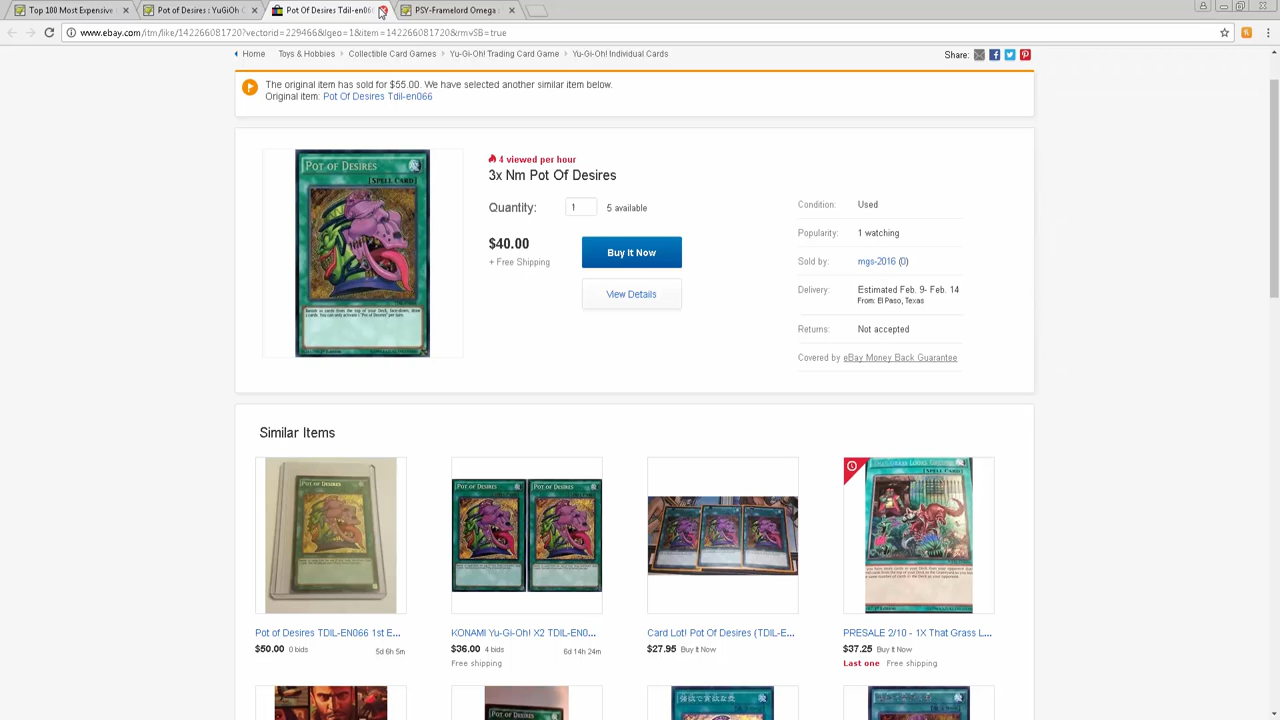 Top 100 Most Expensive
Pot of Desires : YuGiOh
Pot Of Desires Tdil-en06
PSY-Framelord Omega
www.ebay.com/itm/like/142266081720?vectorid=229466&lgeo=1&item=142266081720&rmvSB=true
Home
Toys & Hobbies
Collectible Card Games
Yu-Gi-Oh! Trading Card Game
Yu-Gi-Oh! Individual Cards
Share:
The original item has sold for $55.00. We have selected another similar item below.
Original item: Pot Of Desires Tdil-en066
Pot of Desires
[Spell Card]
4 viewed per hour
3x Nm Pot Of Desires
Quantity: 1 5 available
$40.00
+ Free Shipping
Buy It Now
View Details
Condition: Used
Popularity: 1 watching
Sold by: mgs-2016 (0)
Delivery: Estimated Feb. 9- Feb. 14
From: El Paso, Texas
Returns: Not accepted
Covered by eBay Money Back Guarantee
Similar Items
Pot of Desires TDIL-EN066 1st E...
$50.00 0 bids 5d 6h 5m
KONAMI Yu-Gi-Oh! X2 TDIL-EN0...
$36.00 4 bids 6d 14h 24m
Free shipping
Card Lot! Pot Of Desires (TDIL-E...
$27.95 Buy It Now
PRESALE 2/10 - 1X That Grass L...
$37.25 Buy It Now
Last one Free shipping